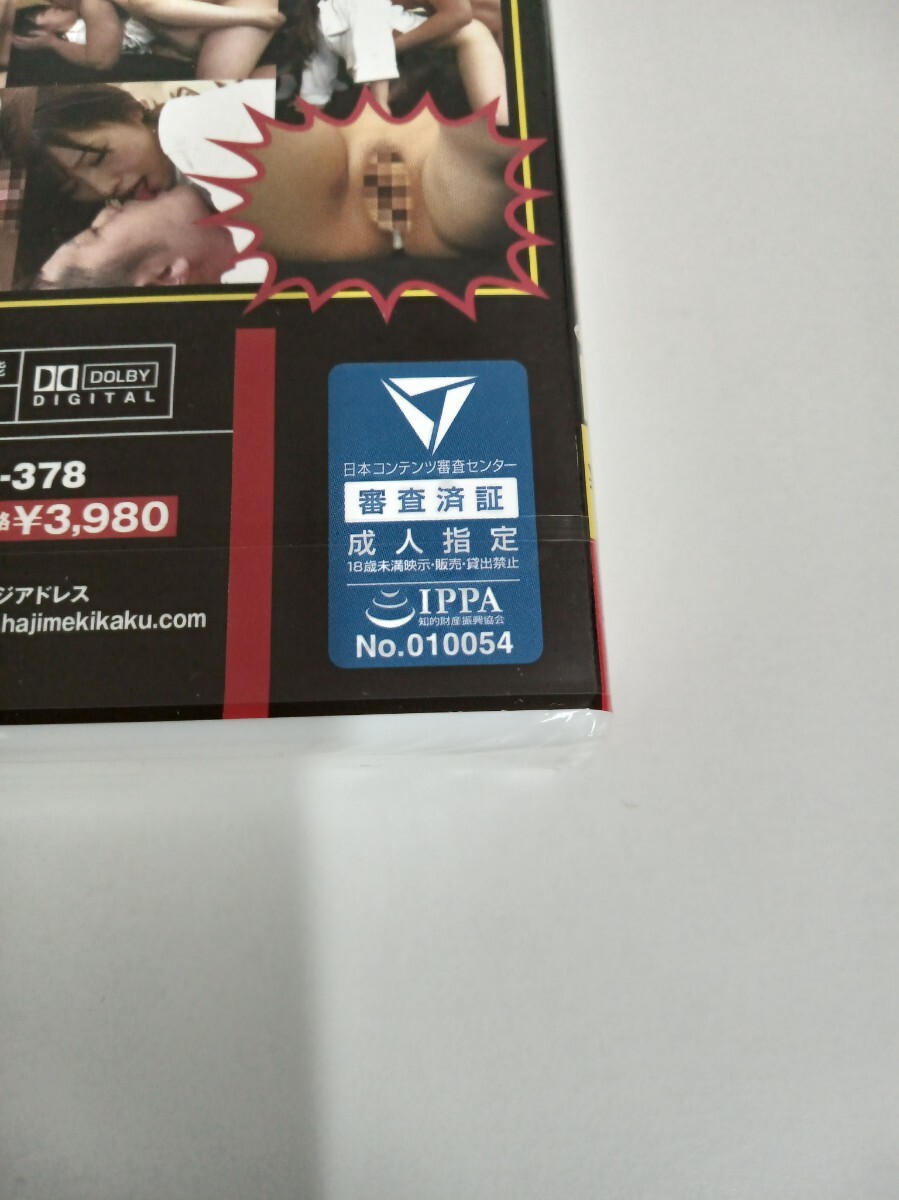 DOLBY
DIGITAL
-378
格¥3,980
ジアドレス
hajimekikaku.com
日本コンテンツ審査センター
審査済証
成人指定
18歳未満映示・販売・貸出禁止
IPPA
知的財産振興協会
No.010054